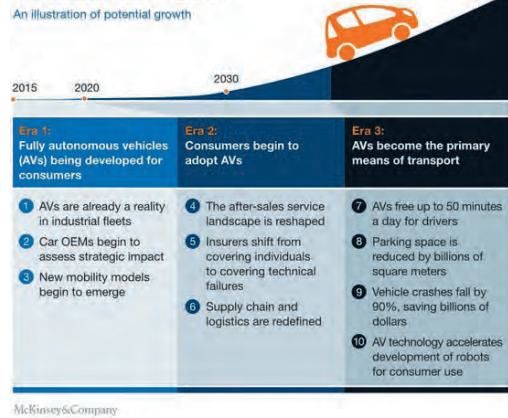 An illustration of potential growth
2015
2020
2030
Era 1:
Fully autonomous vehicles
(AVs) being developed for
consumers
Era 2:
Consumers begin to
adopt AVs
Era 3:
AVs become the primary
means of transport
1 AVs are already a reality
in industrial fleets
2 Car OEMs begin to
assess strategic impact
3 New mobility models
begin to emerge
4 The after-sales service
landscape is reshaped
5 Insurers shift from
covering individuals
to covering technical
failures
6 Supply chain and
logistics are redefined
7 AVs free up to 50 minutes
a day for drivers
8 Parking space is
reduced by billions of
square meters
9 Vehicle crashes fall by
90%, saving billions of
dollars
10 AV technology accelerates
development of robots
for consumer use
McKinsey&Company